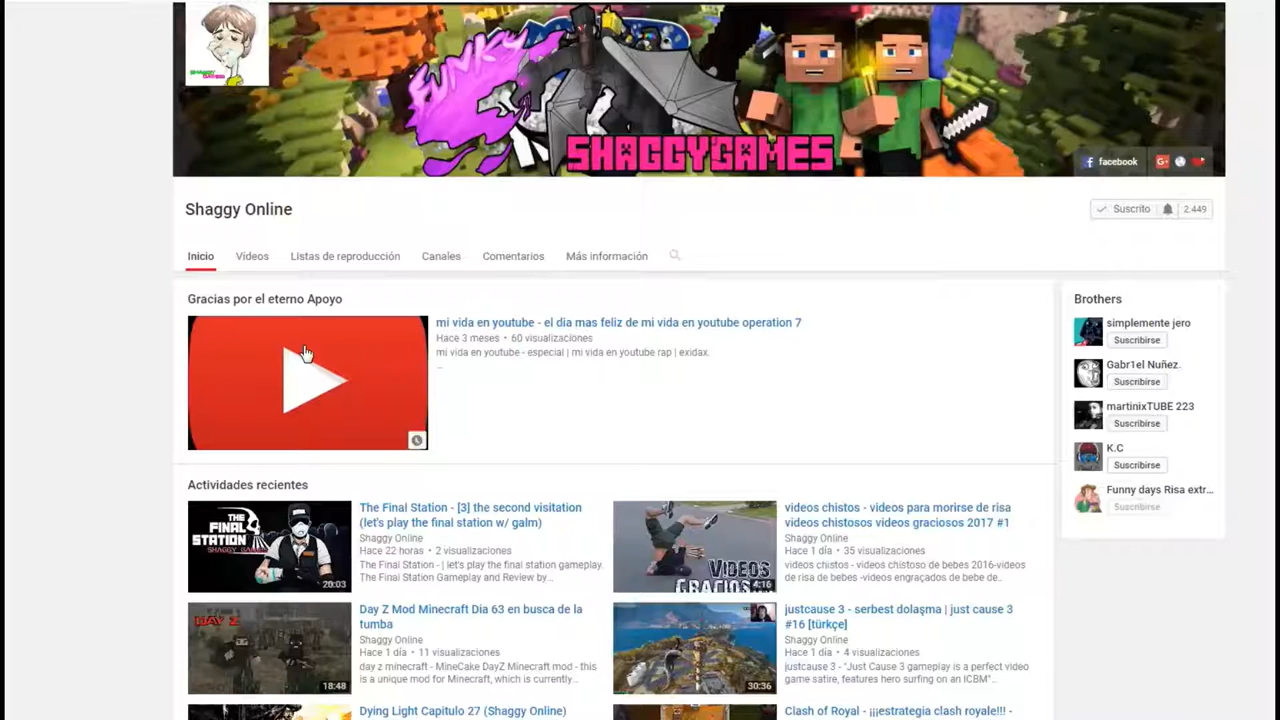 SHAGGYGAMES
facebook
Shaggy Online
Suscrito 2.449
Inicio Vídeos Listas de reproducción Canales Comentarios Más información
Gracias por el eterno Apoyo
mi vida en youtube - el dia mas feliz de mi vida en youtube operation 7
Hace 3 meses • 60 visualizaciones
mi vida en youtube - especial | mi vida en youtube rap | exidax.
...
Brothers
simplemente jero
Suscribirse
Gabr1el Nuñez.
Suscribirse
martinixTUBE 223
Suscribirse
K.C
Suscribirse
Funny days Risa extr...
Suscribirse
Actividades recientes
THE FINAL STATION
SHAGGY GAMES
20:03
The Final Station - [3] the second visitation
(let's play the final station w/ galm)
Shaggy Online
Hace 22 horas • 2 visualizaciones
The Final Station - | let's play the final station gameplay.
The Final Station Gameplay and Review by...
VIDEOS
GRACIOSOS
4:16
videos chistos - videos para morirse de risa
videos chistosos videos graciosos 2017 #1
Shaggy Online
Hace 1 día • 35 visualizaciones
videos chistos - videos chistoso de bebes 2016-videos
de risa de bebes -videos engraçados de bebe de...
DAY Z
18:48
Day Z Mod Minecraft Dia 63 en busca de la
tumba
Shaggy Online
Hace 1 día • 11 visualizaciones
day z minecraft - MineCake DayZ Minecraft mod - this
is a unique mod for Minecraft, which is currently...
30:36
justcause 3 - serbest dolaşma | just cause 3
#16 [türkçe]
Shaggy Online
Hace 1 día • 4 visualizaciones
justcause 3 - "Just Cause 3 gameplay is a perfect video
game satire, features hero surfing on an ICBM"...
Dying Light Capitulo 27 (Shaggy Online)
Clash of Royal - ¡¡¡estrategia clash royale!!! -